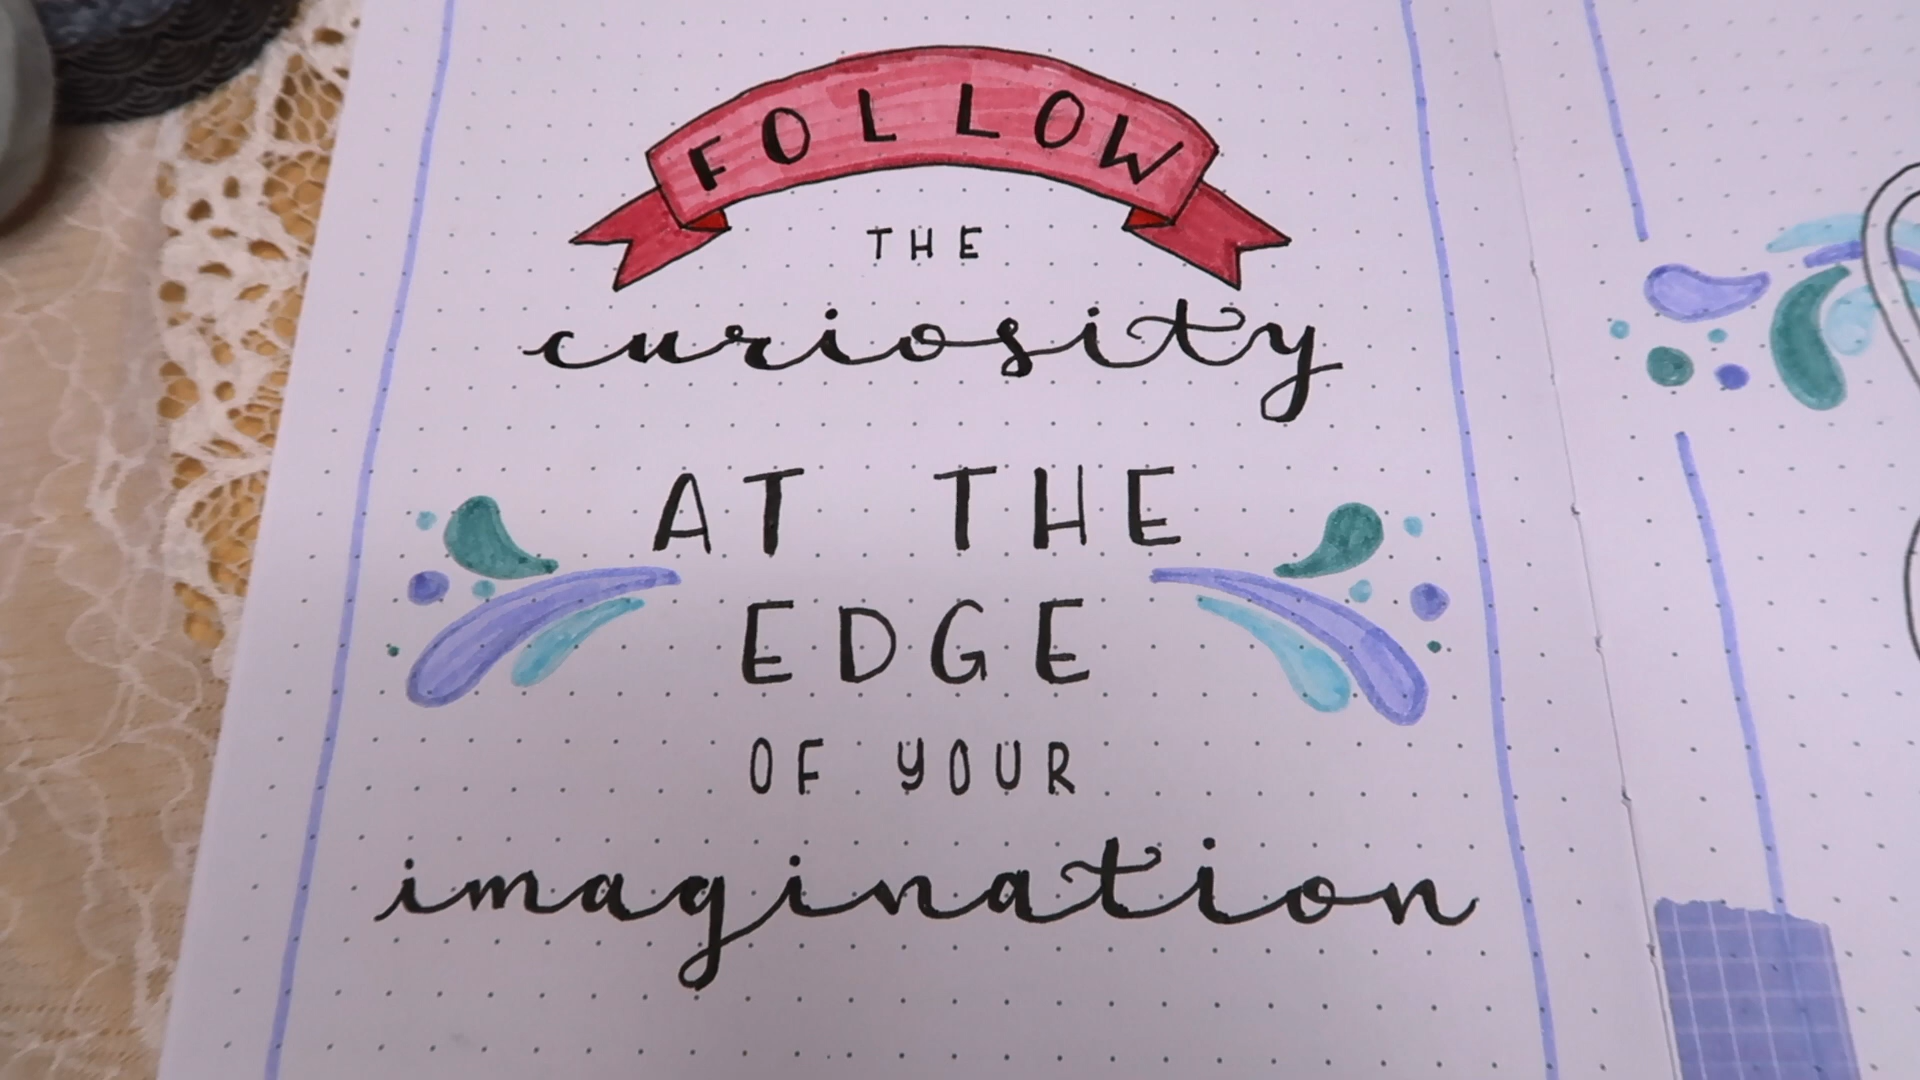 FOLLOW
THE
curiosity
AT THE
EDGE
OF YOUR
imagination